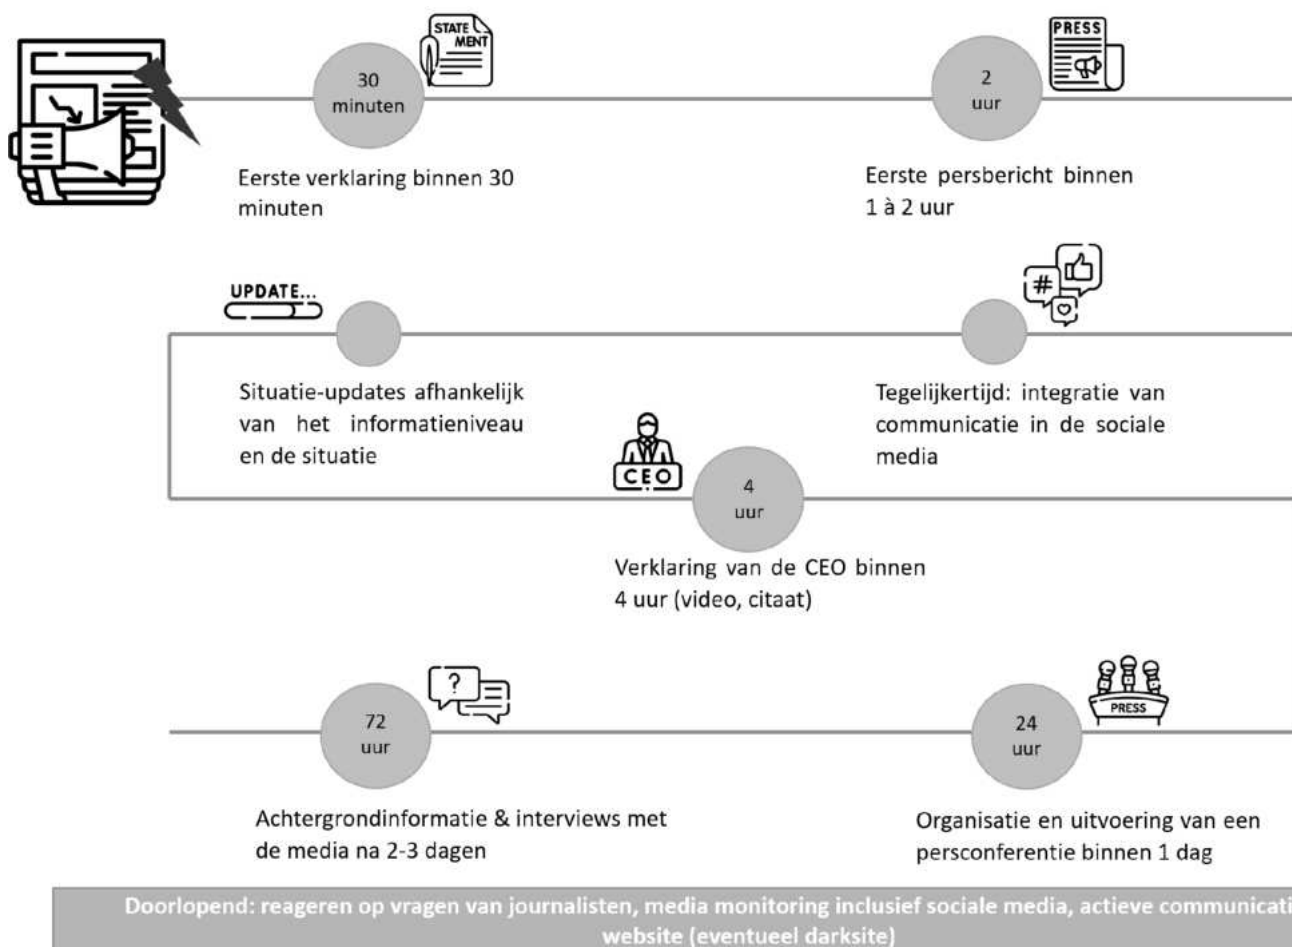 STATE
MENT
30
minuten
Eerste verklaring binnen 30
minuten
PRESS
2
uur
Eerste persbericht binnen
1 à 2 uur
#
Tegelijkertijd: integratie van
communicatie in de sociale
media
UPDATE...
Situatie-updates afhankelijk
van het informatieniveau
en de situatie
CEO
4
uur
Verklaring van de CEO binnen
4 uur (video, citaat)
PRESS
24
uur
Organisatie en uitvoering van een
persconferentie binnen 1 dag
?
72
uur
Achtergrondinformatie & interviews met
de media na 2-3 dagen
Doorlopend: reageren op vragen van journalisten, media monitoring inclusief sociale media, actieve communicati
website (eventueel darksite)